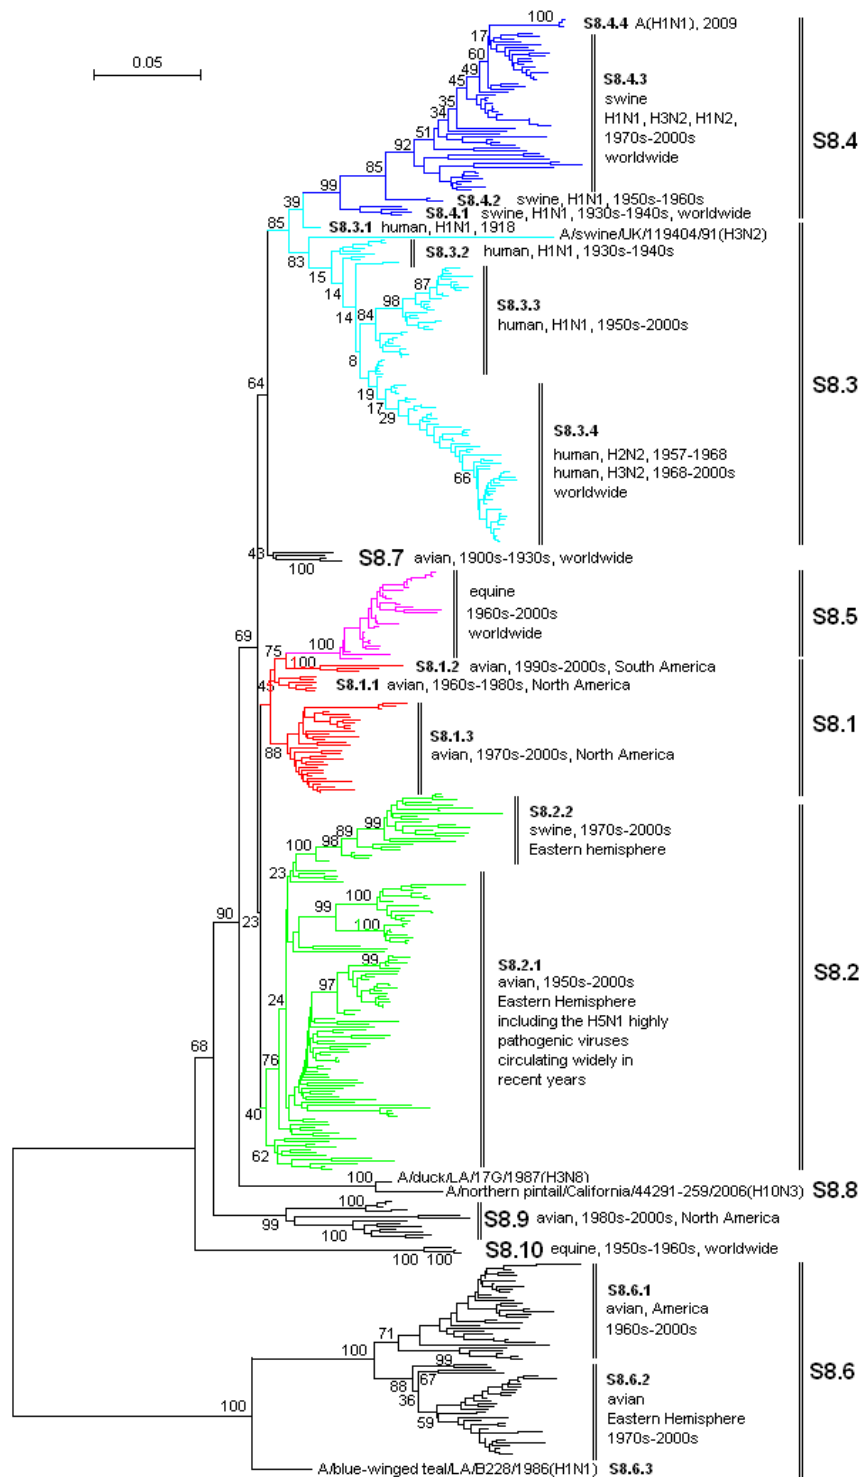 100
S8.4.4 A(H1N1), 2009
17
0.05
60
49
S8.4.3
45
swine
35
H1N1, H3N2, H1N2,
34
1970s-2000s
51
worldwide
92
S8.4
85
99
S8.4.2 swine, H1N1, 1950s-1960s
39
S8.4.1 swine, H1N1, 1930s-1940s, worldwide
85
S8.3.1 human, H1N1, 1918
A/swine/UK/119404/91(H3N2)
83
S8.3.2 human, H1N1, 1930s-1940s
15
14
87
98
S8.3.3
14
84
human, H1N1, 1950s-2000s
8
S8.3
64
19
17
29
S8.3.4
human, H2N2, 1957-1968
human, H3N2, 1968-2000s
66
worldwide
43
S8.7 avian, 1900s-1930s, worldwide
100
equine
1960s-2000s
S8.5
worldwide
69
100
75
100
S8.1.2 avian, 1990s-2000s, South America
45
S8.1.1 avian, 1960s-1980s, North America
S8.1
S8.1.3
88
avian, 1970s-2000s, North America
S8.2.2
99
89
swine, 1970s-2000s
98
100
Eastern hemisphere
23
100
99
90
23
100
99
S8.2.1
S8.2
97
avian, 1950s-2000s
24
Eastern Hemisphere
including the H5N1 highly
pathogenic viruses
68
76
circulating widely in
recent years
40
62
100
A/duck/LA/17G/1987(H3N8)
A/northern pintail/California/44291-259/2006(H10N3)
S8.8
100
99
S8.9 avian, 1980s-2000s, North America
100
S8.10 equine, 1950s-1960s, worldwide
100
100
S8.6.1
avian, America
1960s-2000s
71
100
99
S8.6
88
67
S8.6.2
36
avian
100
59
Eastern Hemisphere
1970s-2000s
A/blue-winged teal/LA/B228/1986(H1N1) S8.6.3